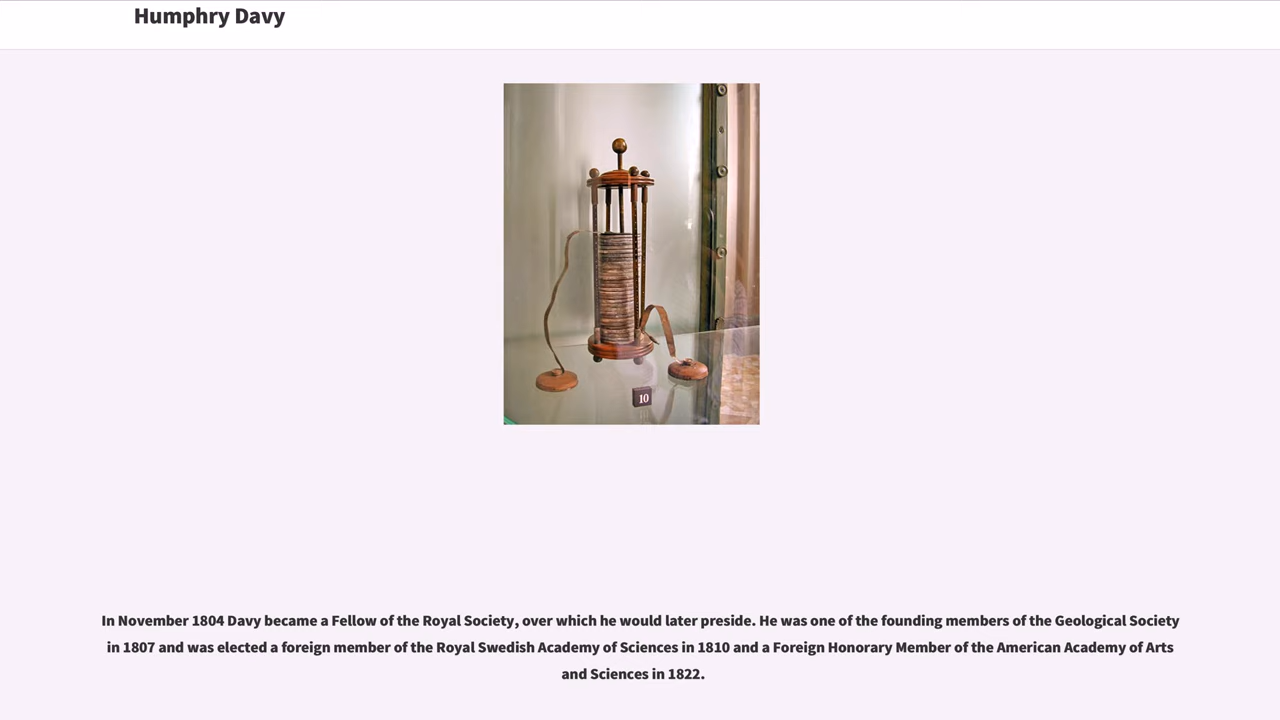 Humphry Davy
10
In November 1804 Davy became a Fellow of the Royal Society, over which he would later preside. He was one of the founding members of the Geological Society
in 1807 and was elected a foreign member of the Royal Swedish Academy of Sciences in 1810 and a Foreign Honorary Member of the American Academy of Arts
and Sciences in 1822.